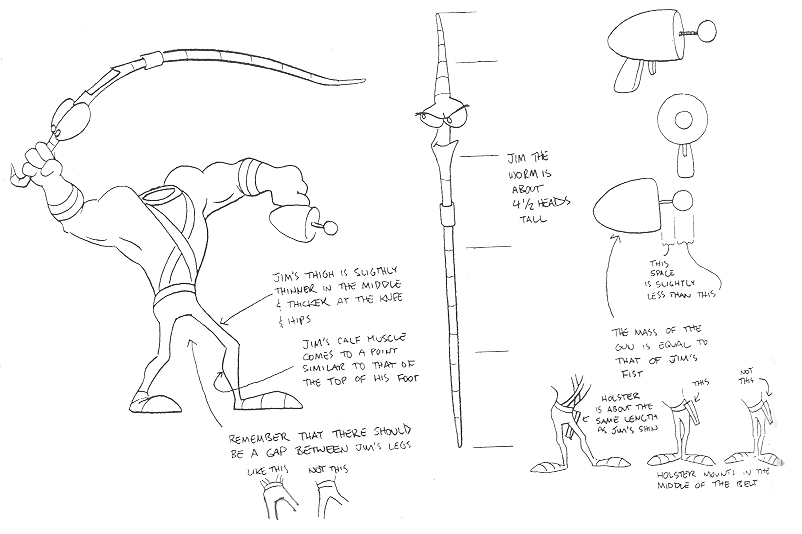 JIM THE
WORM IS
ABOUT
4 1/2 HEADS
TALL
THIS
SPACE
IS SLIGHTLY
LESS THAN THIS
JIM'S THIGH IS SLIGTHLY
THINNER IN THE MIDDLE
& THICKER AT THE KNEE
& HIPS
JIM'S CALF MUSCLE
COMES TO A POINT
SIMILAR TO THAT OF
THE TOP OF HIS FOOT
REMEMBER THAT THERE SHOULD
BE A GAP BETWEEN JIM'S LEGS
LIKE THIS
NOT THIS
THE MASS OF THE
GUN IS EQUAL TO
THAT OF JIM'S
FIST
HOLSTER
IS ABOUT THE
SAME LENGTH
AS JIM'S SHIN
THIS
NOT
THIS
HOLSTER MOUNTS IN THE
MIDDLE OF THE BELT